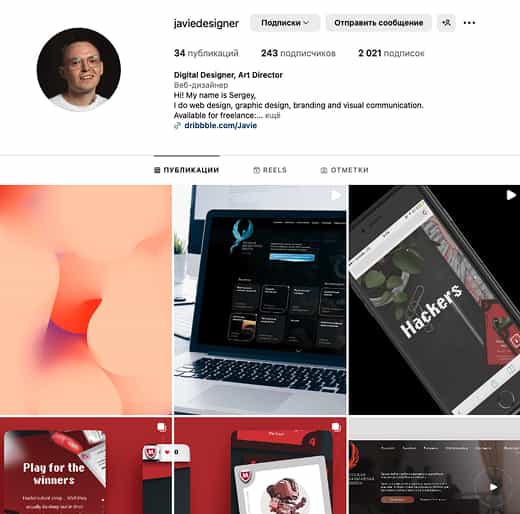 javiedesigner
Подписки
Отправить сообщение
34 публикаций
243 подписчиков
2 021 подписок
Digital Designer, Art Director
Веб-дизайнер
Hi! My name is Sergey,
I do web design, graphic design, branding and visual communication.
Available for freelance:... ещё
dribbble.com/Javie
ПУБЛИКАЦИИ
REELS
ОТМЕТКИ
Hackers
Play for the
winners
0
4